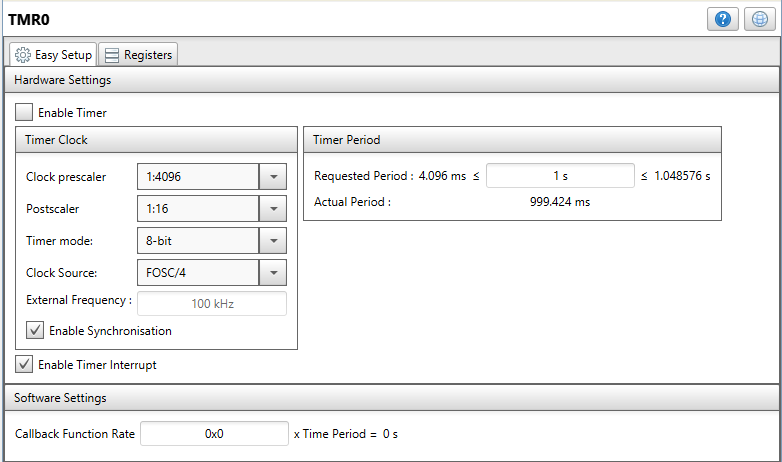 TMR0
Easy Setup Registers
Hardware Settings
Enable Timer
Timer Clock
Clock prescaler 1:4096
Postscaler 1:16
Timer mode: 8-bit
Clock Source: FOSC/4
External Frequency : 100 kHz
Enable Synchronisation
Timer Period
Requested Period : 4.096 ms ≤ 1 s ≤ 1.048576 s
Actual Period : 999.424 ms
Enable Timer Interrupt
Software Settings
Callback Function Rate 0x0 x Time Period = 0 s